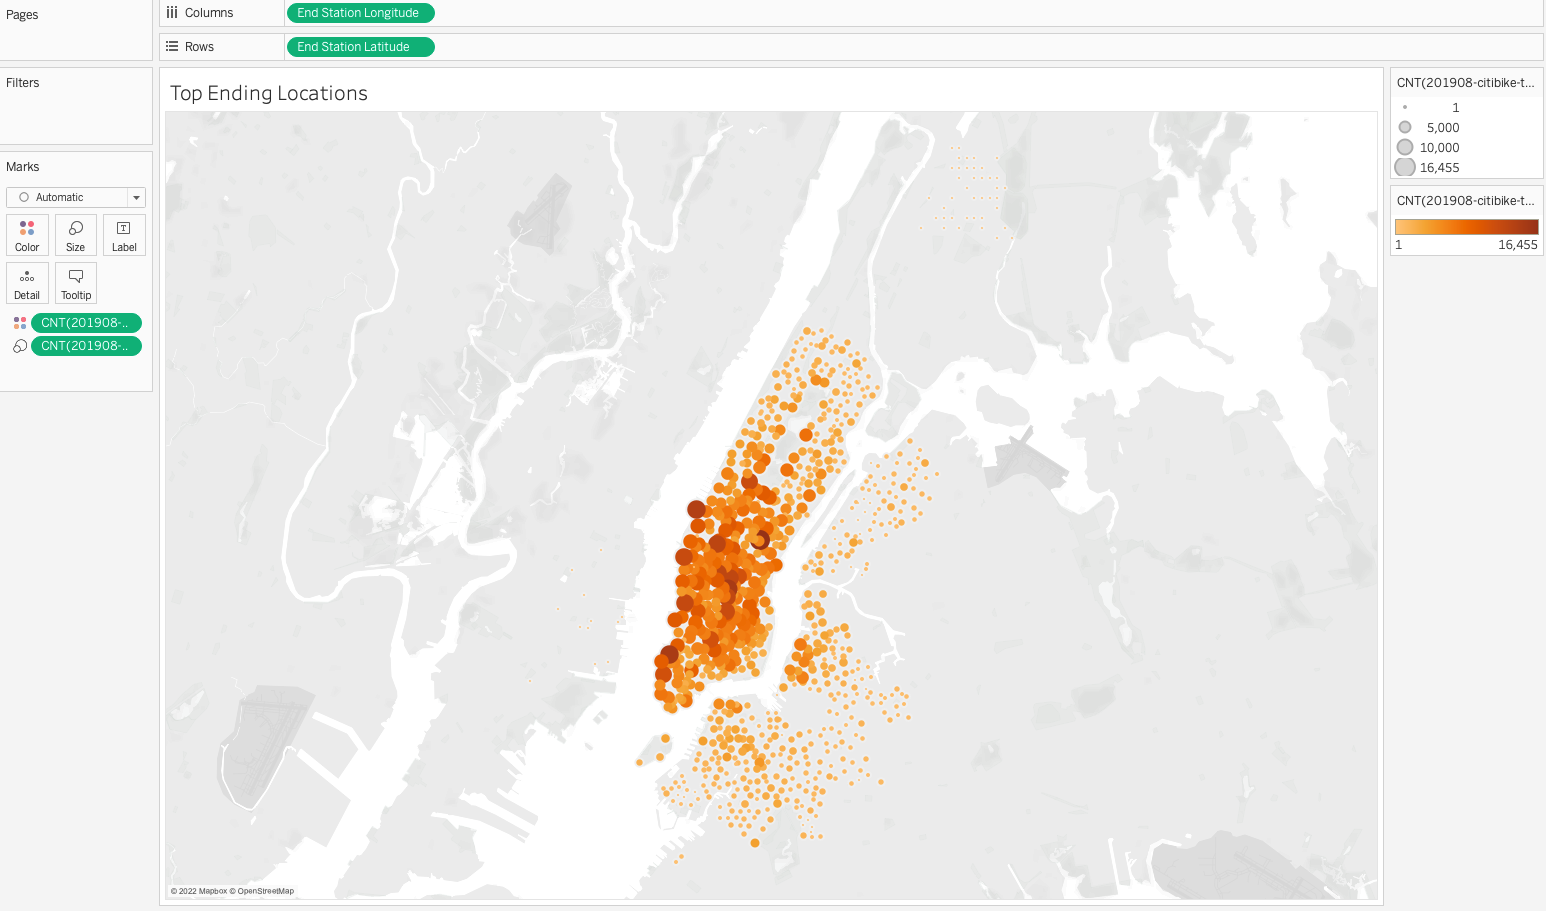 Pages
Columns
End Station Longitude
Rows
End Station Latitude
Filters
Marks
Automatic
Color
Size
Label
Detail
Tooltip
CNT(201908-..
CNT(201908-..
Top Ending Locations
© 2022 Mapbox © OpenStreetMap
CNT(201908-citibike-t...
1
5,000
10,000
16,455
CNT(201908-citibike-t...
1 16,455